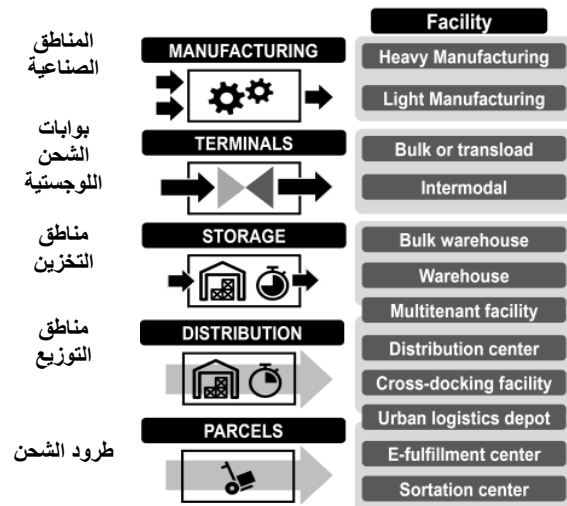 Facility
المناطق
الصناعية
MANUFACTURING
Heavy Manufacturing
Light Manufacturing
بوابات
الشحن
اللوجستية
TERMINALS
Bulk or transload
Intermodal
مناطق
التخزين
STORAGE
Bulk warehouse
Warehouse
Multitenant facility
مناطق
التوزيع
DISTRIBUTION
Distribution center
Cross-docking facility
Urban logistics depot
طرود الشحن
PARCELS
E-fulfillment center
Sortation center